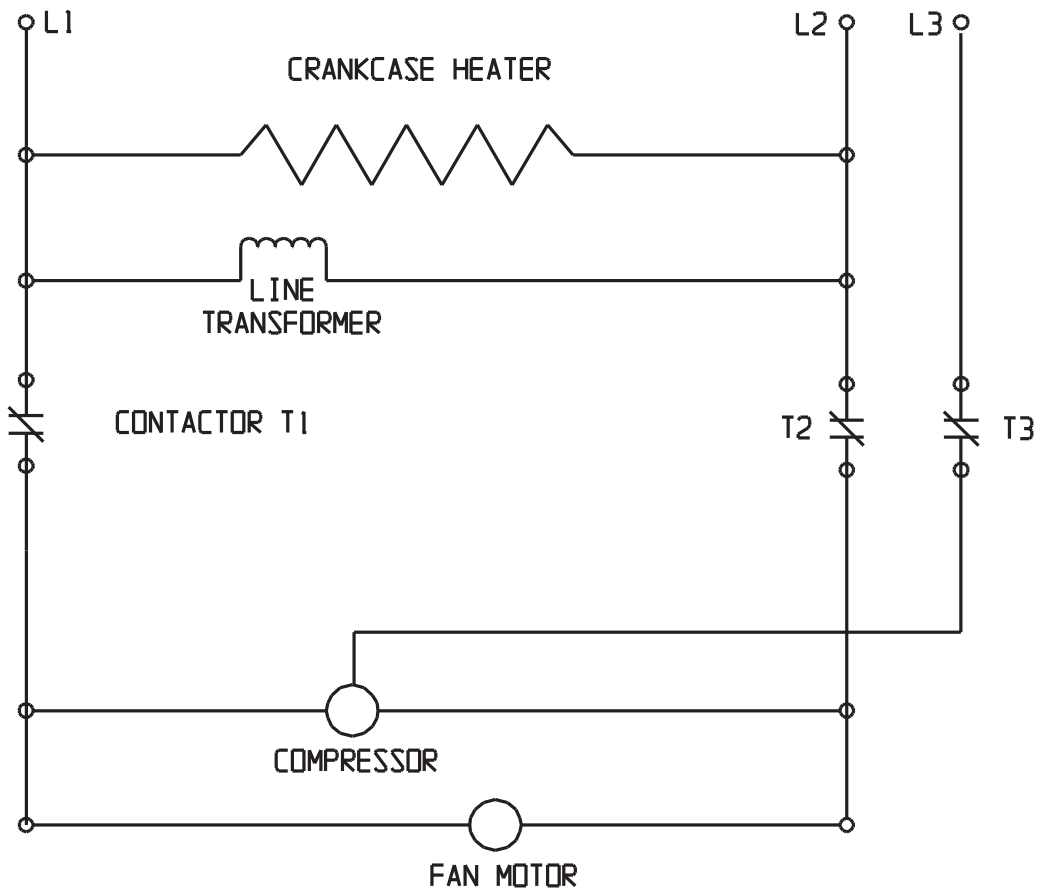 L1
L2
L3
CRANKCASE HEATER
LINE
TRANSFORMER
CONTACTOR T1
T2
T3
COMPRESSOR
FAN MOTOR